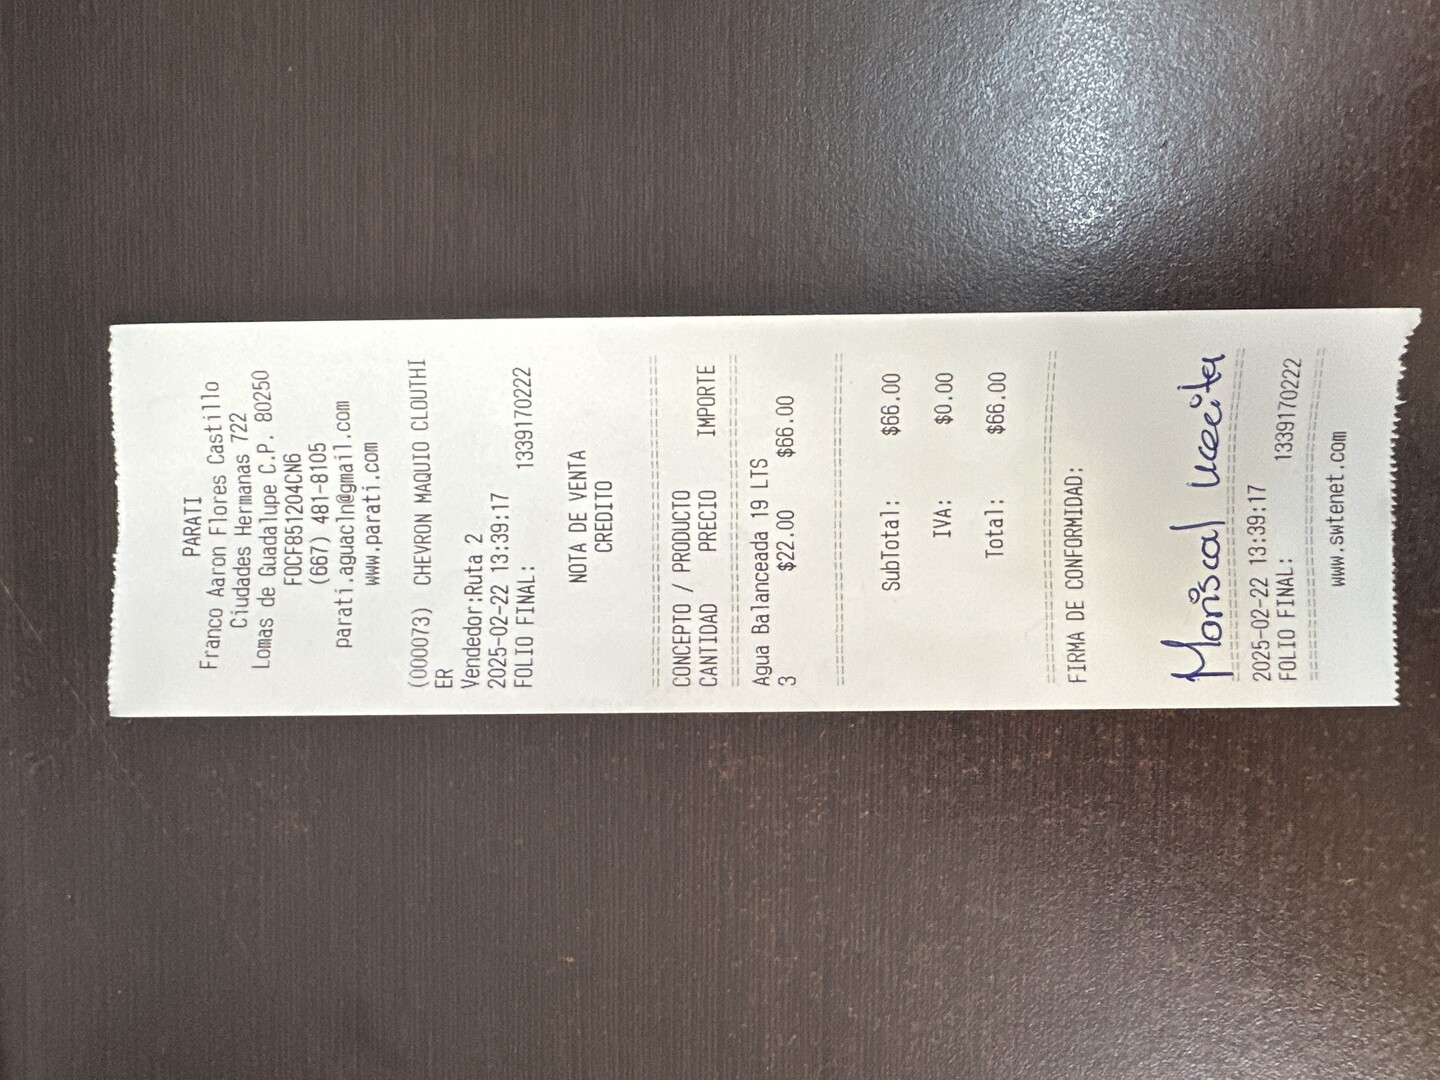 PARATI
Franco Aaron Flores Castillo
Ciudades Hermanas 722
Lomas de Guadalupe C.P. 80250
FOCF851204CN6
(667) 481-8105
parati.aguacln@gmail.com
www.parati.com
(000073) CHEVRON MAQUIO CLOUTHI
ER
Vendedor:Ruta 2
2025-02-22 13:39:17
FOLIO FINAL: 1339170222
NOTA DE VENTA
CREDITO
CONCEPTO / PRODUCTO
CANTIDAD PRECIO IMPORTE
Agua Balanceada 19 LTS
3 $22.00 $66.00
SubTotal: $66.00
IVA: $0.00
Total: $66.00
FIRMA DE CONFORMIDAD:
Mariscal
2025-02-22 13:39:17
FOLIO FINAL: 1339170222
www.swtenet.com